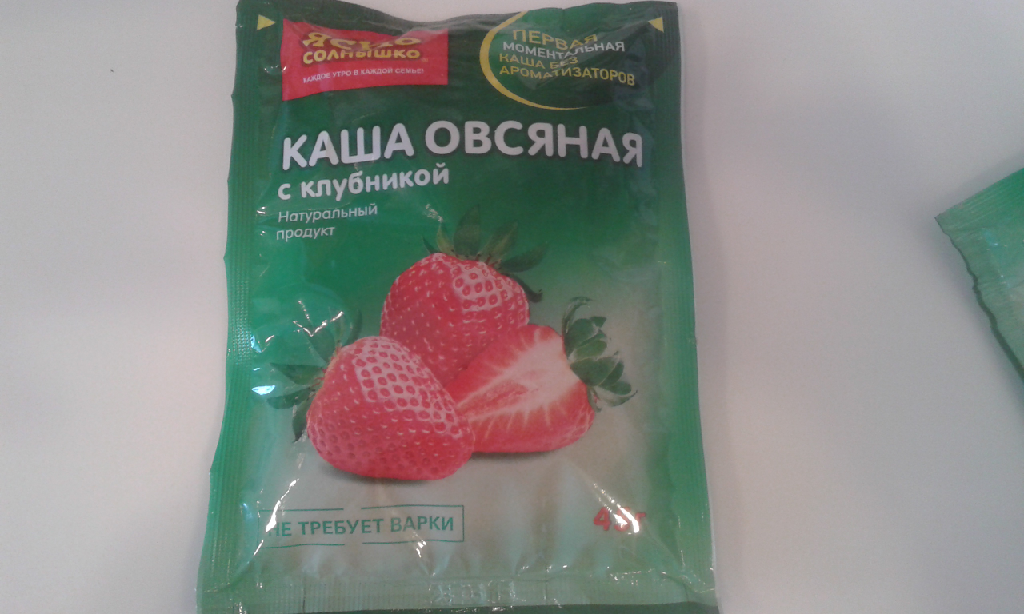 ЯСНО
СОЛНЫШКО®
КАЖДОЕ УТРО В КАЖДОЙ СЕМЬЕ!
ПЕРВАЯ
МОМЕНТАЛЬНАЯ
КАША БЕЗ
АРОМАТИЗАТОРОВ
КАША ОВСЯНАЯ
с клубникой
Натуральный
продукт
НЕ ТРЕБУЕТ ВАРКИ